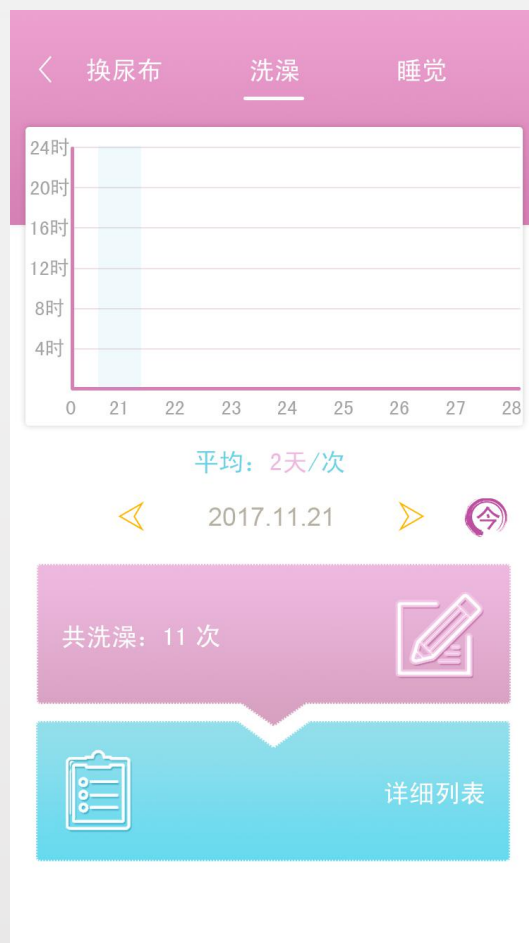 换尿布 洗澡 睡觉
24时
20时
16时
12时
8时
4时
0 21 22 23 24 25 26 27 28
平均：2天/次
2017.11.21 今
共洗澡：11 次
详细列表